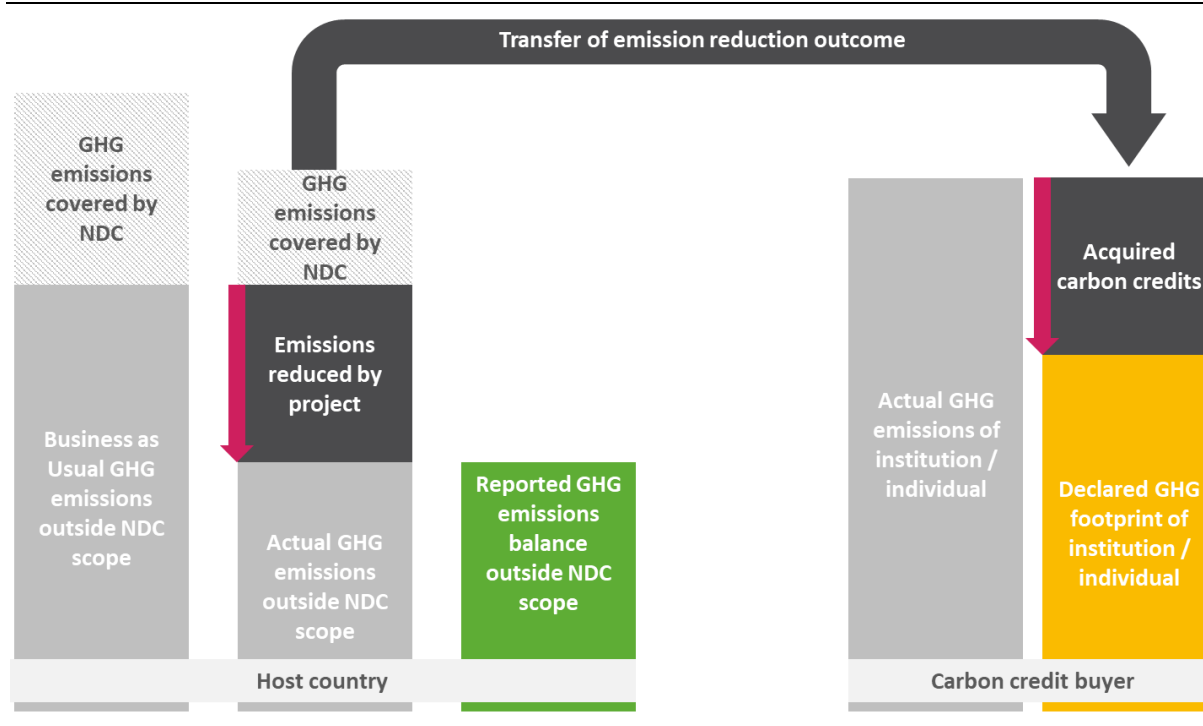 Transfer of emission reduction outcome
GHG
emissions
covered by
NDC
GHG
emissions
covered by
NDC
Emissions
reduced by
project
Business as
Usual GHG
emissions
outside NDC
scope
Actual GHG
emissions
outside NDC
scope
Reported GHG
emissions
balance
outside NDC
scope
Host country
Actual GHG
emissions of
institution /
individual
Acquired
carbon credits
Declared GHG
footprint of
institution /
individual
Carbon credit buyer